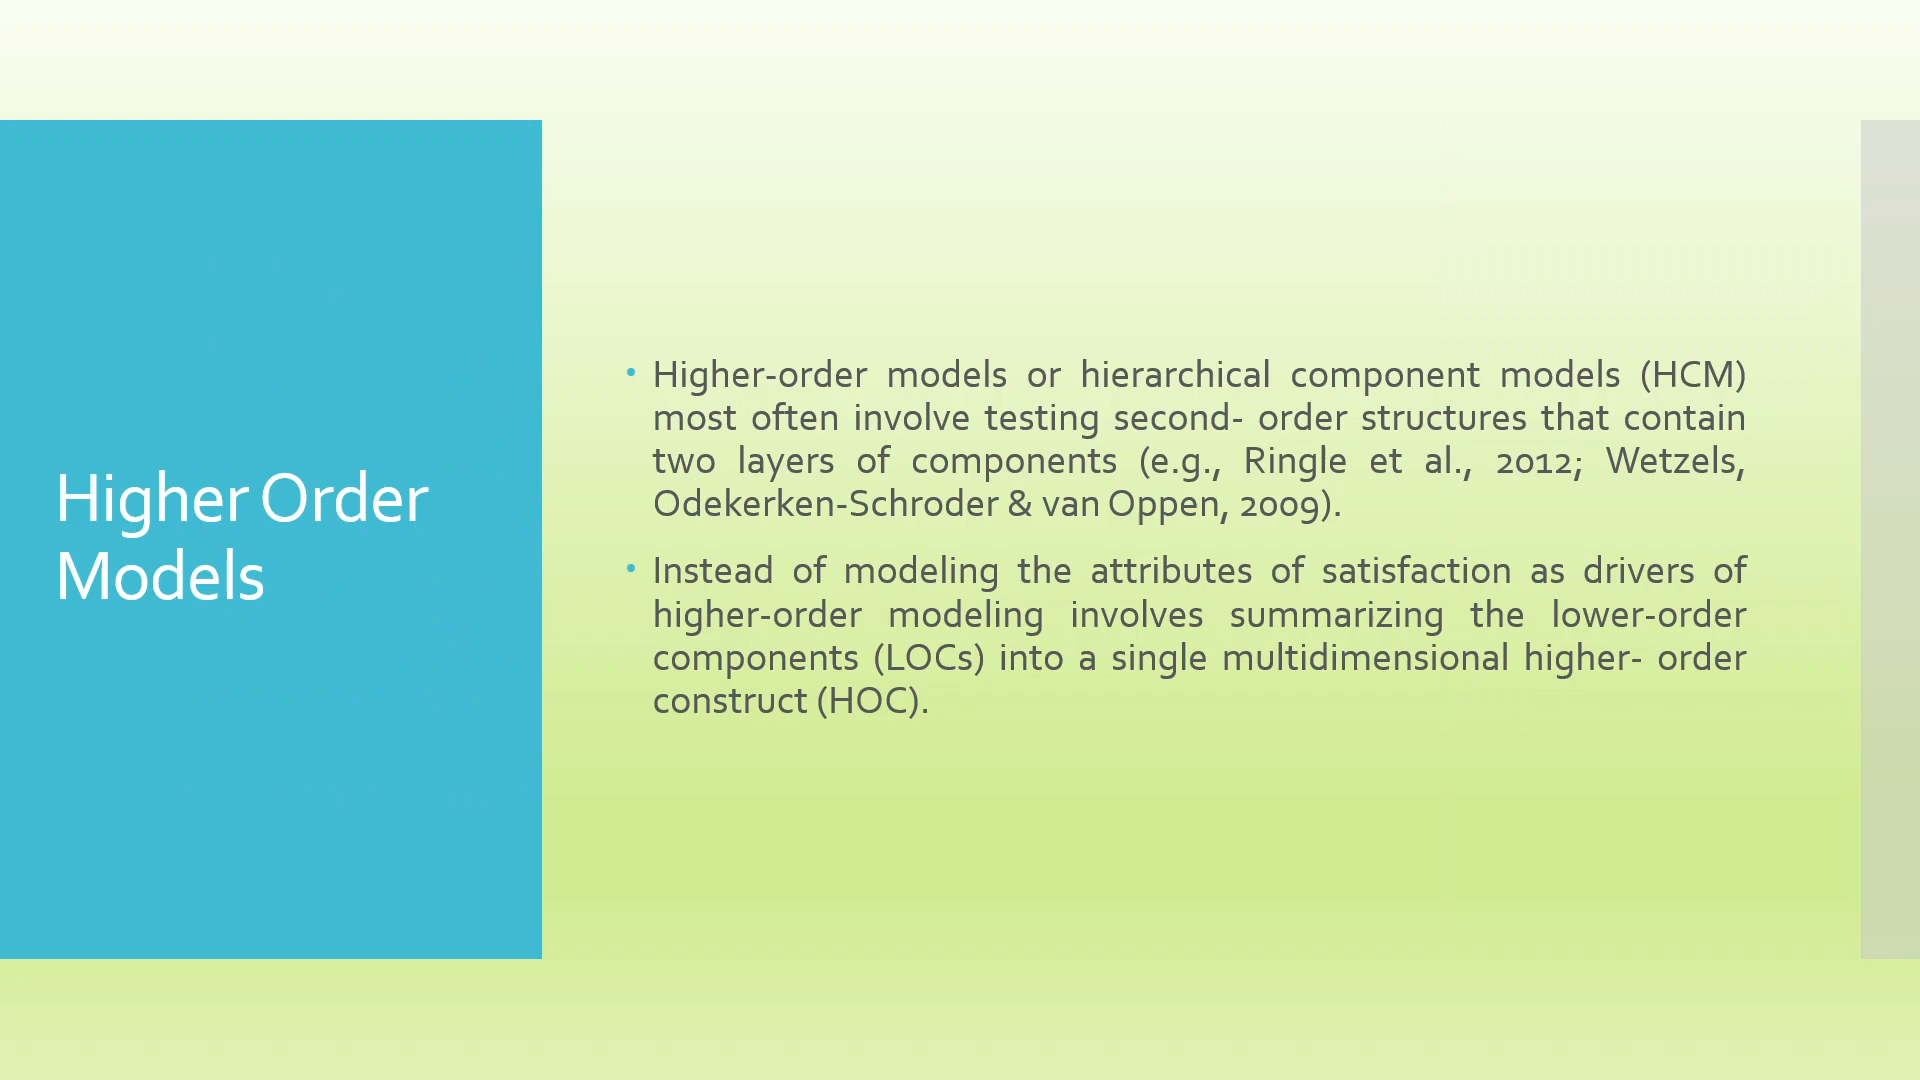 Higher Order
Models
• Higher-order models or hierarchical component models (HCM)
most often involve testing second- order structures that contain
two layers of components (e.g., Ringle et al., 2012; Wetzels,
Odekerken-Schroder & van Oppen, 2009).
• Instead of modeling the attributes of satisfaction as drivers of
higher-order modeling involves summarizing the lower-order
components (LOCs) into a single multidimensional higher- order
construct (HOC).